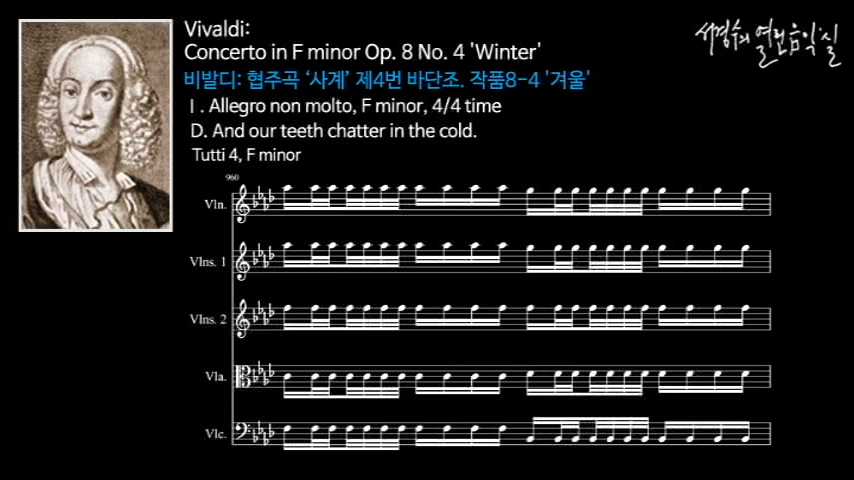 Vivaldi:
서경수의 열린음악실
Concerto in F minor Op. 8 No. 4 'Winter'
비발디: 협주곡 ‘사계’ 제4번 바단조. 작품8-4 '겨울'
Ⅰ. Allegro non molto, F minor, 4/4 time
D. And our teeth chatter in the cold.
Tutti 4, F minor
960
Vln.
Vlns. 1
Vlns. 2
Vla.
Vlc.